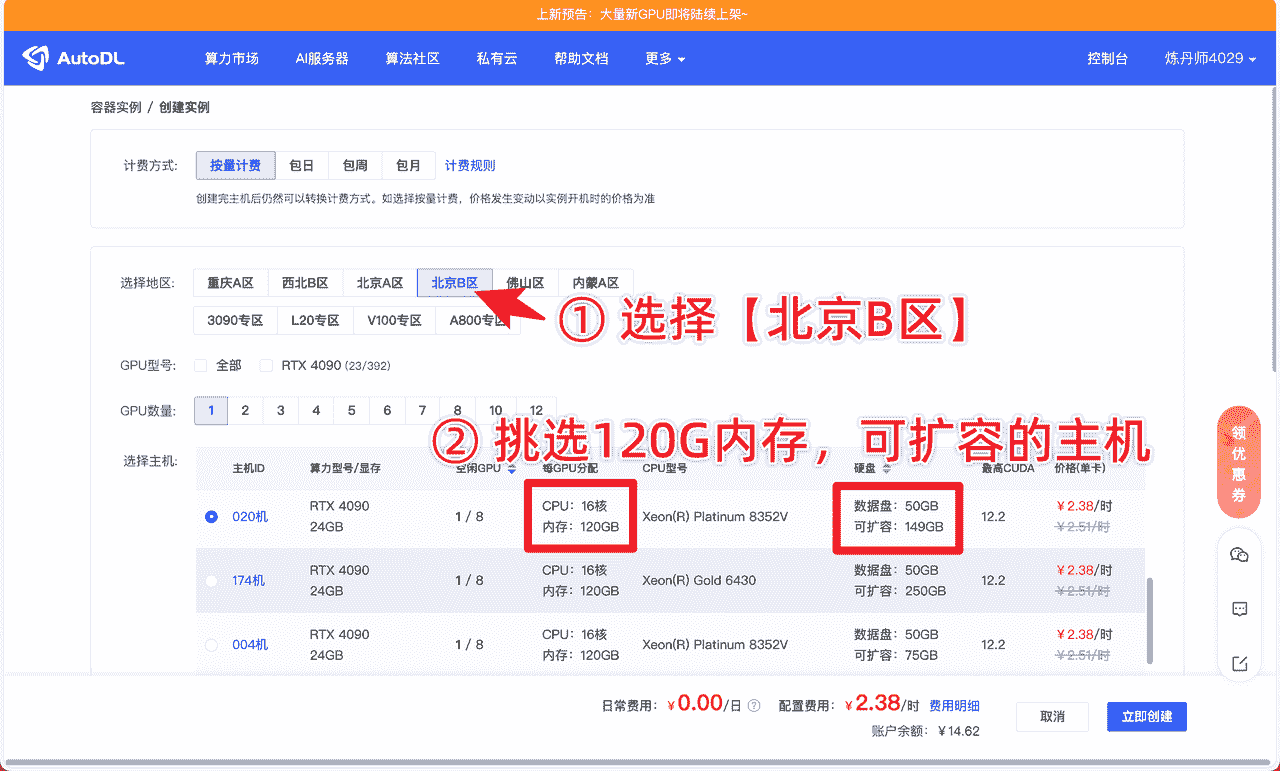 上新预告：大量新GPU即将陆续上架~
AutoDL 算力市场 AI服务器 算法社区 私有云 帮助文档 更多 控制台 炼丹师4029
容器实例 / 创建实例
计费方式: 按量计费 包日 包周 包月 计费规则
创建完主机后仍然可以转换计费方式。如选择按量计费，价格发生变动以实例开机时的价格为准
选择地区: 重庆A区 西北B区 北京A区 北京B区 佛山区 内蒙A区
3090专区 L20专区 V100专区 A800专区
① 选择【北京B区】
GPU型号: 全部 RTX 4090 (23/392)
GPU数量: 1 2 3 4 5 6 7 8 10 12
② 挑选120G内存，可扩容的主机
选择主机:
主机ID 算力型号/显存 空闲GPU 每GPU分配 CPU型号 硬盘 最高CUDA 价格(单卡)
020机 RTX 4090 24GB 1 / 8 CPU：16核 内存：120GB Xeon(R) Platinum 8352V 数据盘：50GB 可扩容：149GB 12.2 ￥2.38/时 ￥2.51/时
174机 RTX 4090 24GB 1 / 8 CPU：16核 内存：120GB Xeon(R) Gold 6430 数据盘：50GB 可扩容：250GB 12.2 ￥2.38/时 ￥2.51/时
004机 RTX 4090 24GB 1 / 8 CPU：16核 内存：120GB Xeon(R) Platinum 8352V 数据盘：50GB 可扩容：75GB 12.2 ￥2.38/时 ￥2.51/时
领优惠券
日常费用：￥0.00/日 配置费用：￥2.38/时 费用明细
账户余额：￥14.62
取消 立即创建